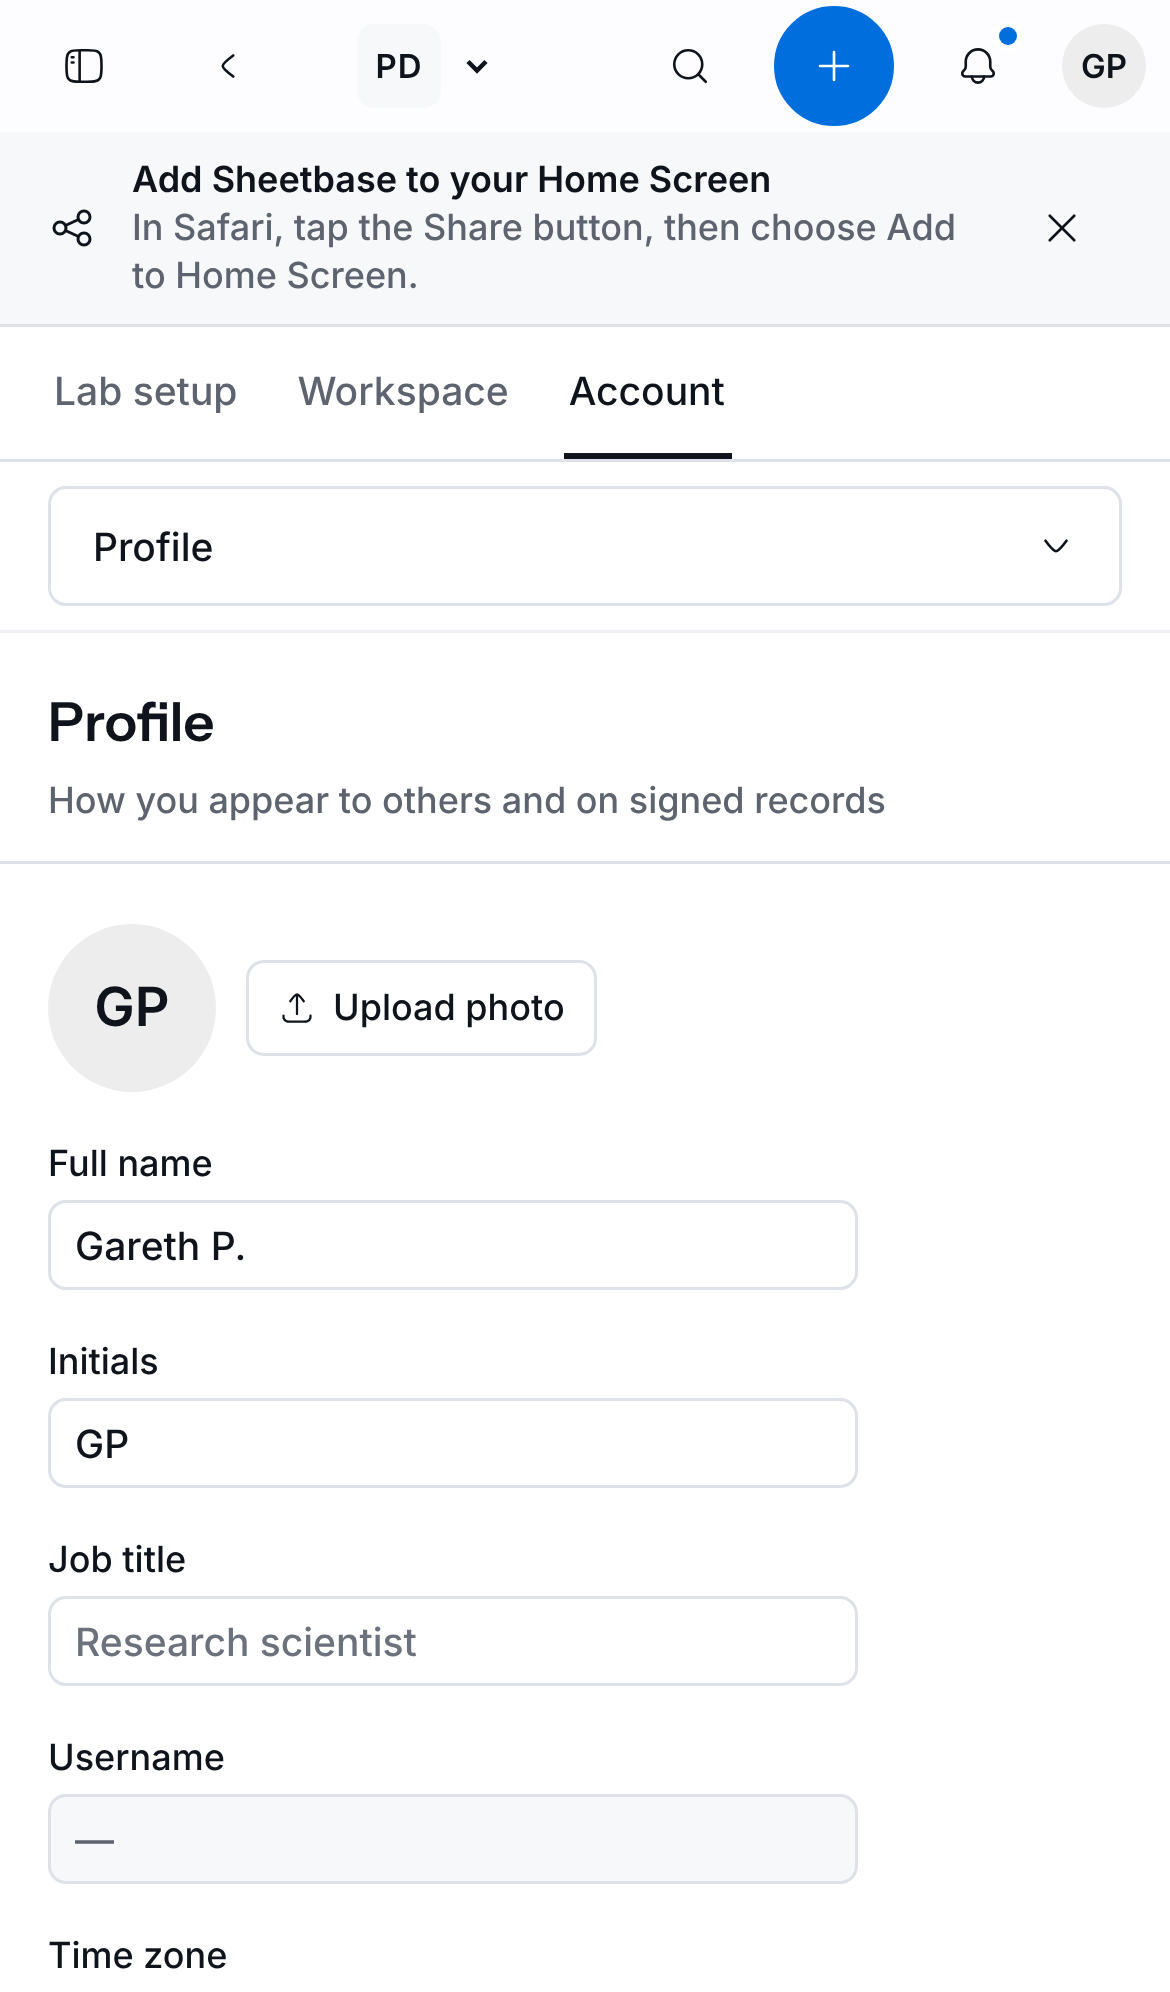 PD
GP
Add Sheetbase to your Home Screen
In Safari, tap the Share button, then choose Add
to Home Screen.
Lab setup
Workspace
Account
Profile
Profile
How you appear to others and on signed records
GP
Upload photo
Full name
Gareth P.
Initials
GP
Job title
Research scientist
Username
—
Time zone